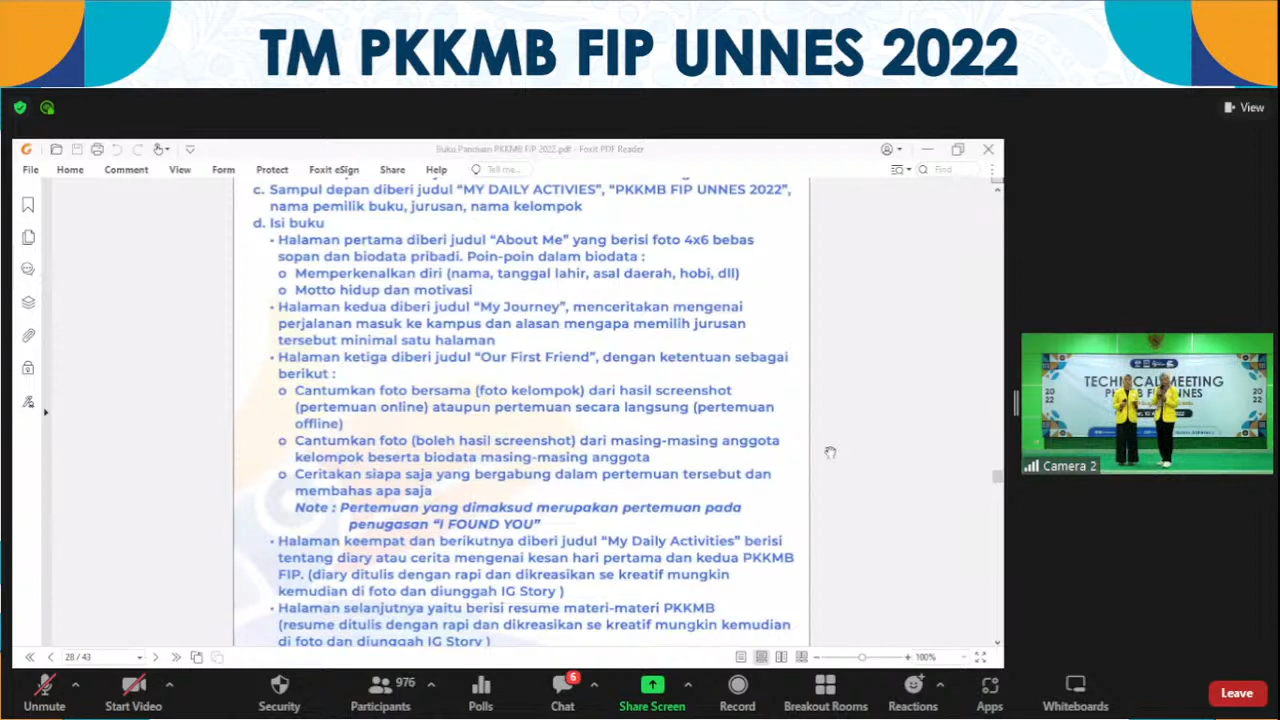 TM PKKMB FIP UNNES 2022
View
Buku Panduan PKKMB FIP 2022.pdf - Foxit PDF Reader
File Home Comment View Form Protect Foxit eSign Share Help Tell me... Find
c. Sampul depan diberi judul “MY DAILY ACTIVIES”, “PKKMB FIP UNNES 2022”,
nama pemilik buku, jurusan, nama kelompok
d. Isi buku
• Halaman pertama diberi judul “About Me” yang berisi foto 4x6 bebas
sopan dan biodata pribadi. Poin-poin dalam biodata :
o Memperkenalkan diri (nama, tanggal lahir, asal daerah, hobi, dll)
o Motto hidup dan motivasi
• Halaman kedua diberi judul “My Journey”, menceritakan mengenai
perjalanan masuk ke kampus dan alasan mengapa memilih jurusan
tersebut minimal satu halaman
• Halaman ketiga diberi judul “Our First Friend”, dengan ketentuan sebagai
berikut :
o Cantumkan foto bersama (foto kelompok) dari hasil screenshot
(pertemuan online) ataupun pertemuan secara langsung (pertemuan
offline)
o Cantumkan foto (boleh hasil screenshot) dari masing-masing anggota
kelompok beserta biodata masing-masing anggota
o Ceritakan siapa saja yang bergabung dalam pertemuan tersebut dan
membahas apa saja
Note : Pertemuan yang dimaksud merupakan pertemuan pada
penugasan “I FOUND YOU”
• Halaman keempat dan berikutnya diberi judul “My Daily Activities” berisi
tentang diary atau cerita mengenai kesan hari pertama dan kedua PKKMB
FIP. (diary ditulis dengan rapi dan dikreasikan se kreatif mungkin
kemudian di foto dan diunggah IG Story )
• Halaman selanjutnya yaitu berisi resume materi-materi PKKMB
(resume ditulis dengan rapi dan dikreasikan se kreatif mungkin kemudian
di foto dan diunggah IG Story )
28 / 43
100%
TECHNICAL MEETING
FIP UNNES
20
22
20
22
Camera 2
976
6
Unmute Start Video Security Participants Polls Chat Share Screen Record Breakout Rooms Reactions Apps Whiteboards
Leave